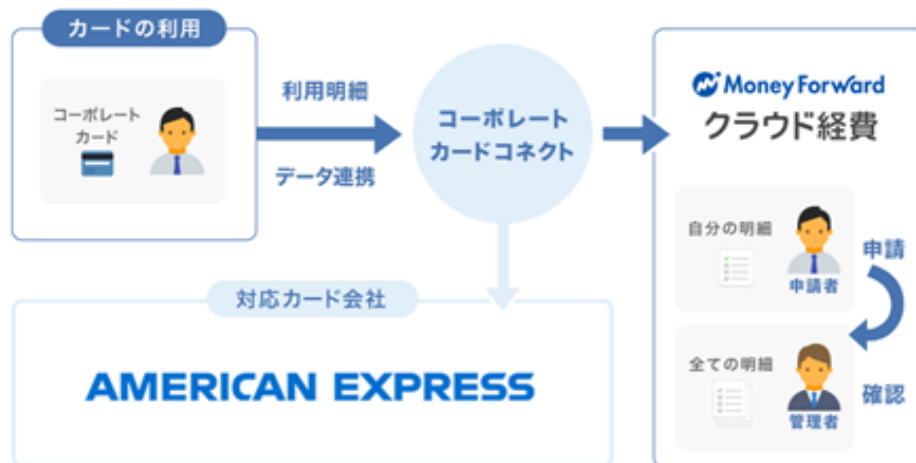 カードの利用
コーポレート
カード
利用明細
データ連携
コーポレート
カードコネクト
対応カード会社
AMERICAN EXPRESS
Money Forward
クラウド経費
自分の明細
申請者
申請
全ての明細
管理者
確認